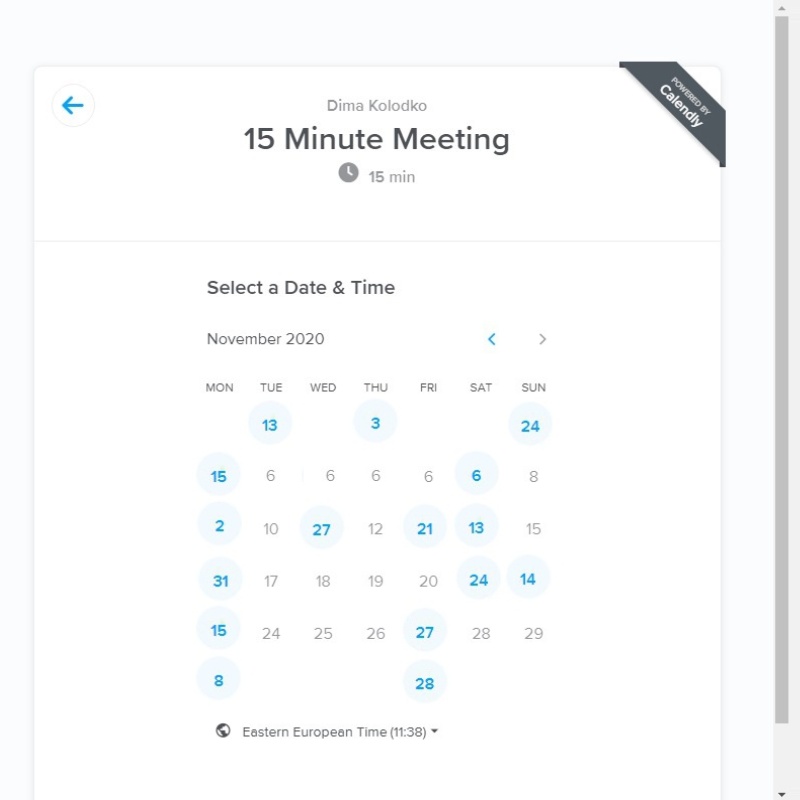 POWERED BY
Calendly
Dima Kolodko
15 Minute Meeting
15 min
Select a Date & Time
November 2020
MON TUE WED THU FRI SAT SUN
13 3 24
15 6 6 6 6 6 8
2 10 27 12 21 13 15
31 17 18 19 20 24 14
15 24 25 26 27 28 29
8 28
Eastern European Time (11:38)